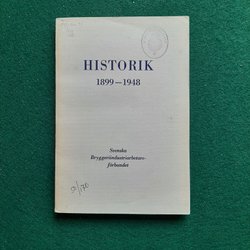 HISTORIK
1899—1948
Svenska
Bryggeriindustriarbetare-
förbundet